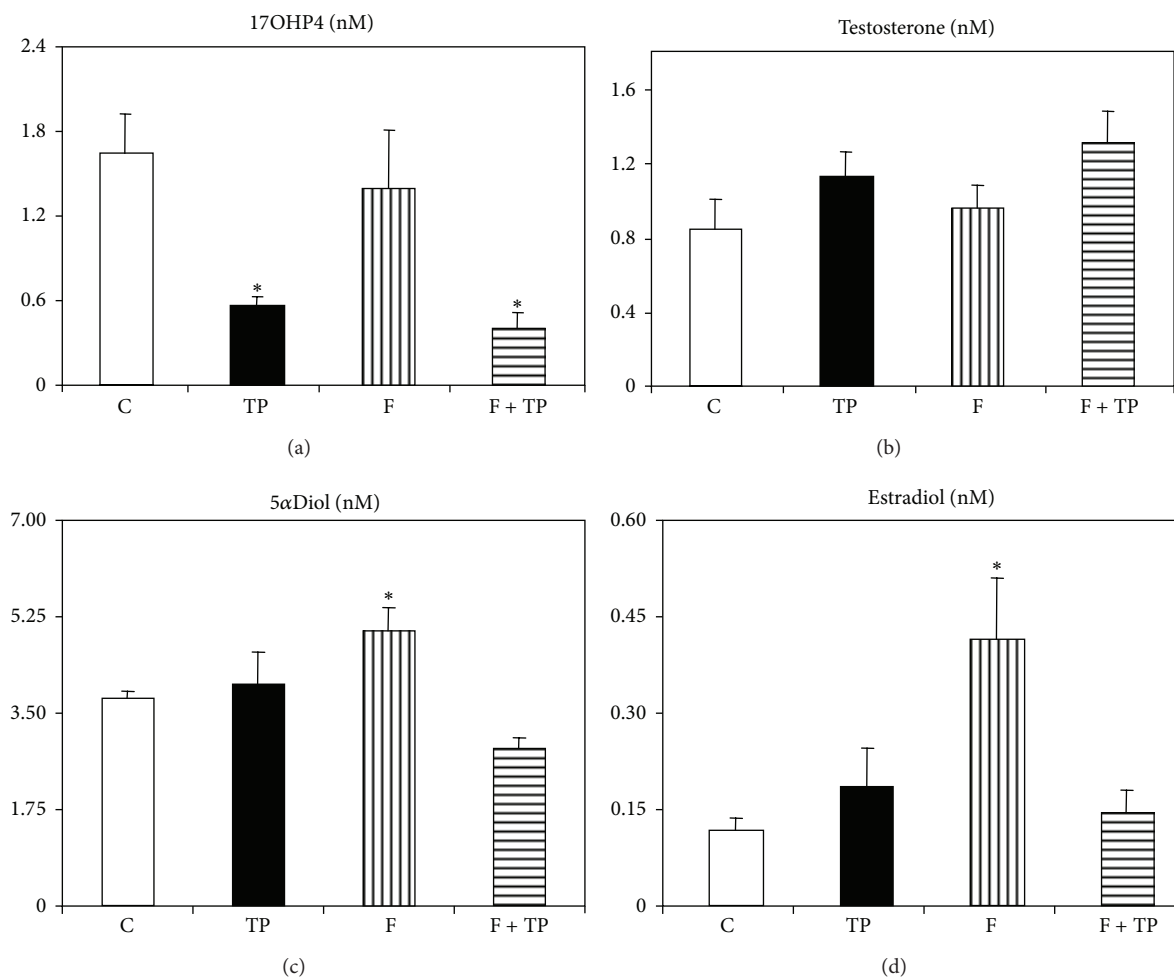 17OHP4 (nM)
2.4
1.8
1.2
0.6
0
*
*
C TP F F + TP
(a)
Testosterone (nM)
1.6
1.2
0.8
0.4
0
C TP F F + TP
(b)
5αDiol (nM)
7.00
5.25
3.50
1.75
0
*
C TP F F + TP
(c)
Estradiol (nM)
0.60
0.45
0.30
0.15
0
*
C TP F F + TP
(d)